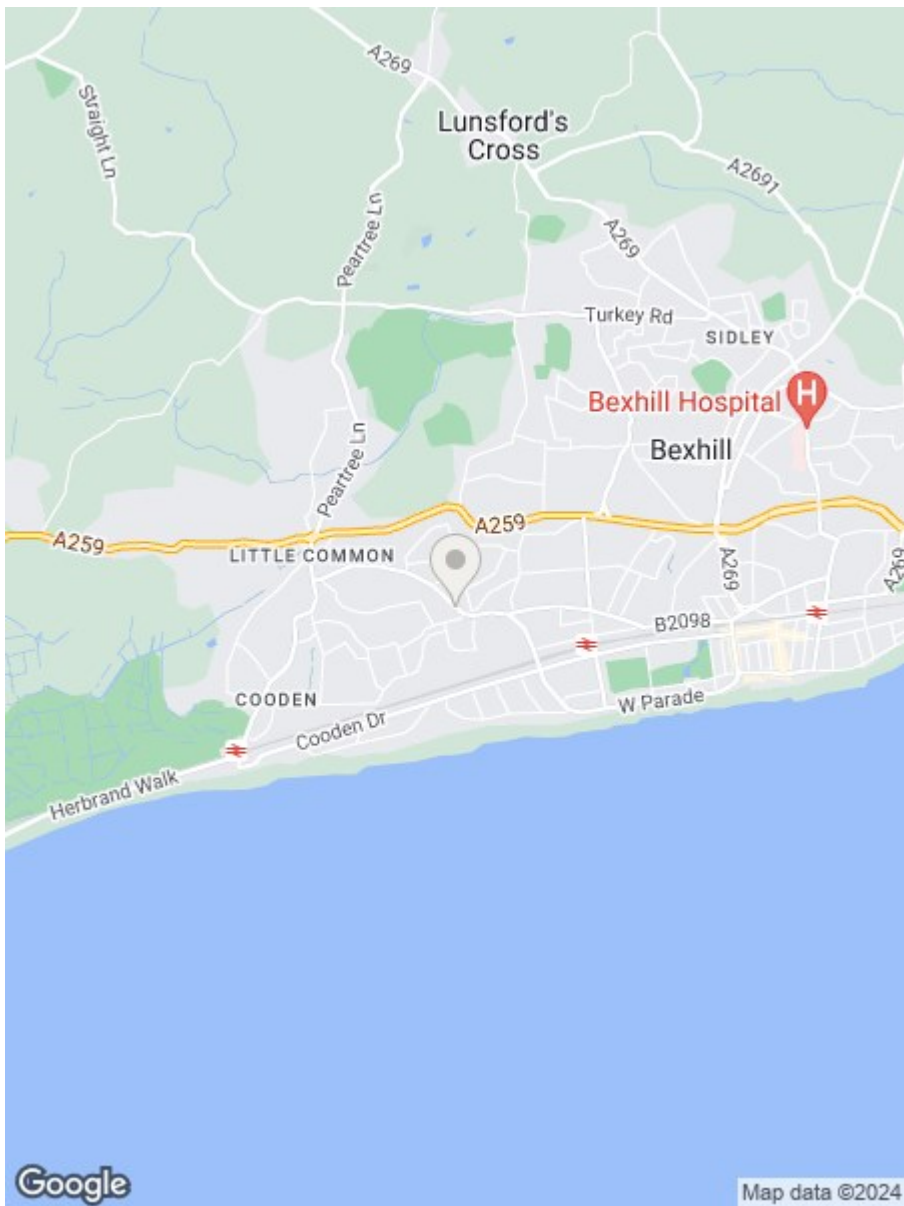 A269
Lunsford's
Cross
Straight Ln
A2691
Peartree Ln
A269
Turkey Rd
SIDLEY
H
Bexhill Hospital
Bexhill
Peartree Ln
A259
A259
LITTLE COMMON
A269
A269
B2098
COODEN
W Parade
Cooden Dr
Herbrand Walk
Google
Map data ©2024